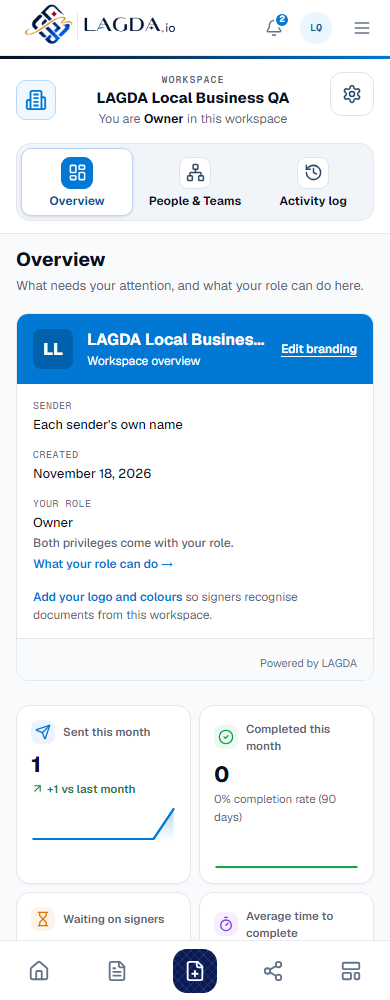 LAGDA.io
2
LQ
WORKSPACE
LAGDA Local Business QA
You are Owner in this workspace
Overview
People & Teams
Activity log
Overview
What needs your attention, and what your role can do here.
LL
LAGDA Local Busines...
Workspace overview
Edit branding
SENDER
Each sender's own name
CREATED
November 18, 2026
YOUR ROLE
Owner
Both privileges come with your role.
What your role can do →
Add your logo and colours so signers recognise
documents from this workspace.
Powered by LAGDA
Sent this month
1
+1 vs last month
Completed this
month
0
0% completion rate (90
days)
Waiting on signers
Average time to
complete